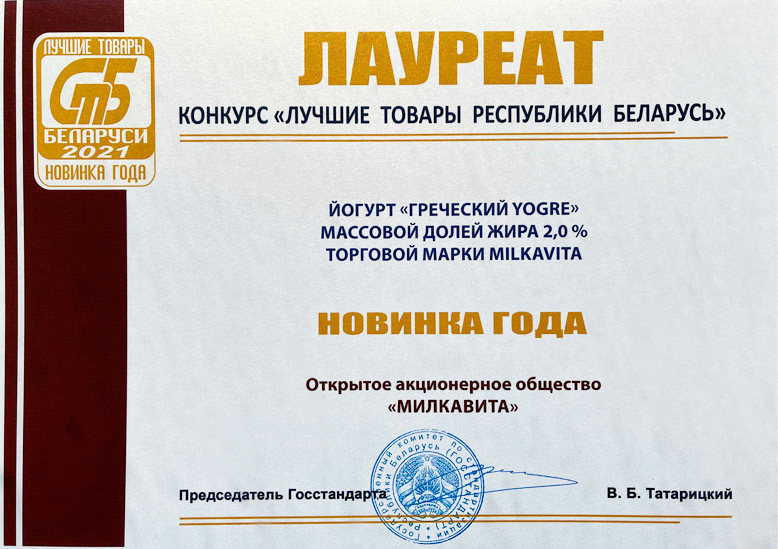 ЛУЧШИЕ ТОВАРЫ
СТБ
БЕЛАРУСИ
2021
НОВИНКА ГОДА
ЛАУРЕАТ
КОНКУРС «ЛУЧШИЕ ТОВАРЫ РЕСПУБЛИКИ БЕЛАРУСЬ»
ЙОГУРТ «ГРЕЧЕСКИЙ YOGRE»
МАССОВОЙ ДОЛЕЙ ЖИРА 2,0 %
ТОРГОВОЙ МАРКИ MILKAVITA
НОВИНКА ГОДА
Открытое акционерное общество
«МИЛКАВИТА»
Государственный комитет по стандартизации
Республики Беларусь (ГОССТАНДАРТ)
Председатель Госстандарта
В. Б. Татарицкий